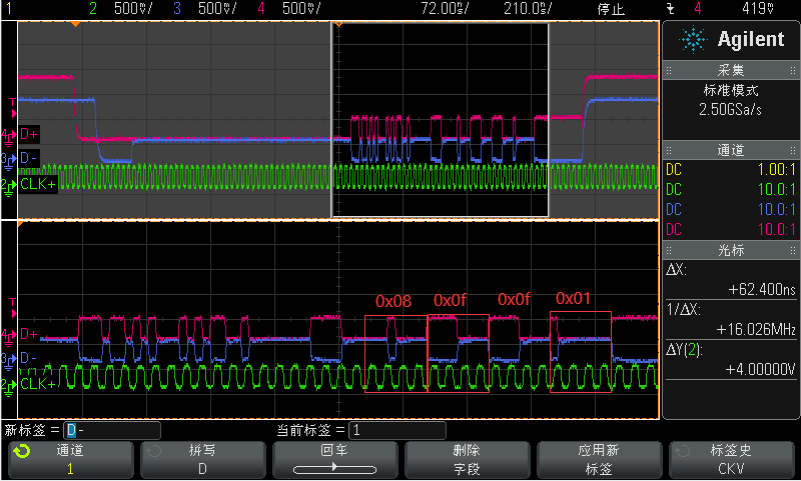 1 2 500㎷/ 3 500㎷/ 4 500㎷/ 72.00㎲/ 210.0㎱/ 停止 4 419㎷
Agilent
采集
标准模式
2.50GSa/s
通道
DC 1.00:1
DC 10.0:1
DC 10.0:1
DC 10.0:1
光标
ΔX:
+62.400ns
1/ΔX:
+16.026MHz
ΔY(2):
+4.00000V
T
4 D+
3 D-
2 CLK+
0x08 0x0f 0x0f 0x01
T
4 D+
3 D-
2 CLK+
新标签 = D- 当前标签 = 1
通道
1
拼写
D
回车
删除
字段
应用新
标签
标签史
CKV